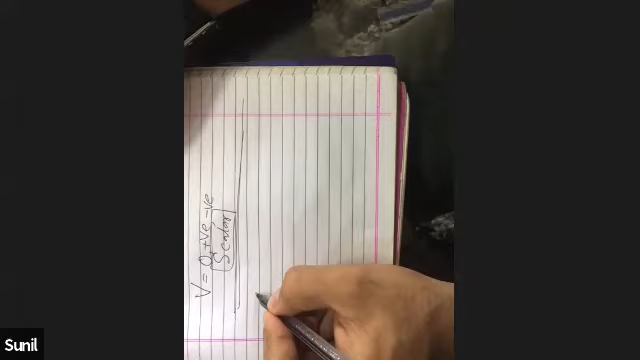 V = 0, +ve, -ve
Scalar
Sunil